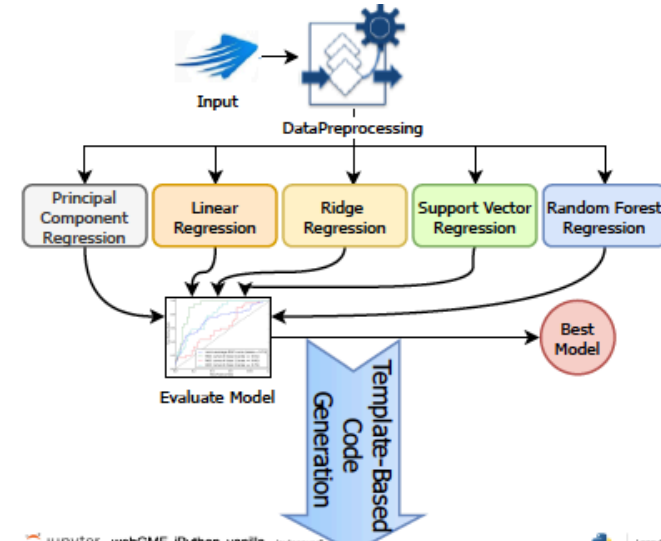 Input
DataPreprocessing
Principal
Component
Regression
Linear
Regression
Ridge
Regression
Support Vector
Regression
Random Forest
Regression
Evaluate Model
Best
Model
Template-Based
Code
Generation